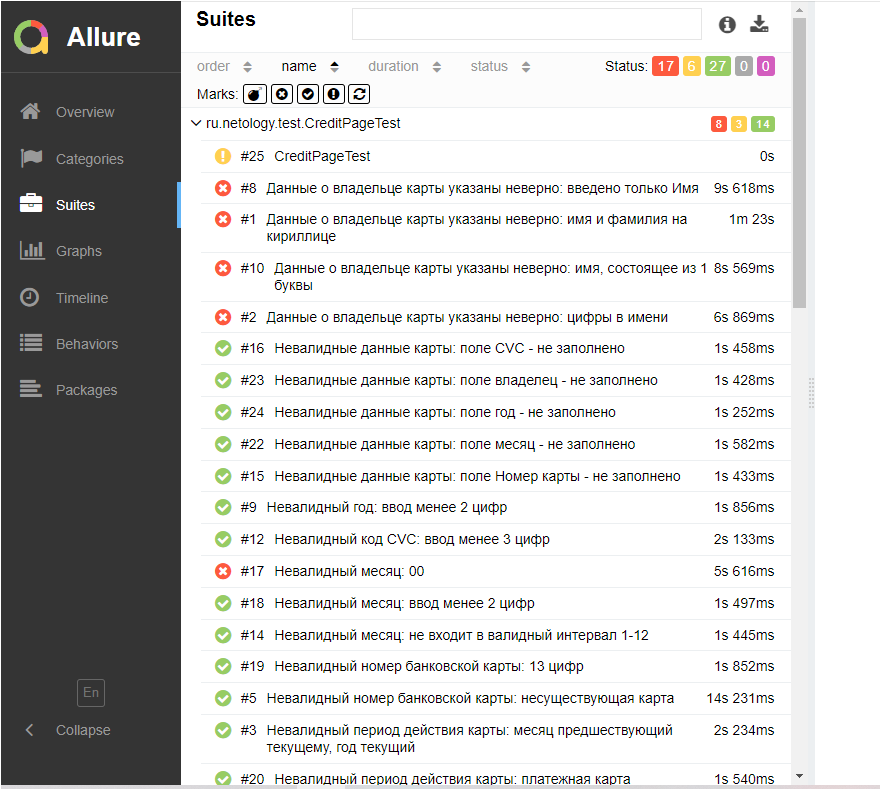 Allure
Overview
Categories
Suites
Graphs
Timeline
Behaviors
Packages
En
Collapse
Suites
order name duration status Status: 17 6 27 0 0
Marks:
ru.netology.test.CreditPageTest 8 3 14
#25 CreditPageTest 0s
#8 Данные о владельце карты указаны неверно: введено только Имя 9s 618ms
#1 Данные о владельце карты указаны неверно: имя и фамилия на 1m 23s
кириллице
#10 Данные о владельце карты указаны неверно: имя, состоящее из 1 8s 569ms
буквы
#2 Данные о владельце карты указаны неверно: цифры в имени 6s 869ms
#16 Невалидные данные карты: поле CVC - не заполнено 1s 458ms
#23 Невалидные данные карты: поле владелец - не заполнено 1s 428ms
#24 Невалидные данные карты: поле год - не заполнено 1s 252ms
#22 Невалидные данные карты: поле месяц - не заполнено 1s 582ms
#15 Невалидные данные карты: поле Номер карты - не заполнено 1s 433ms
#9 Невалидный год: ввод менее 2 цифр 1s 856ms
#12 Невалидный код CVC: ввод менее 3 цифр 2s 133ms
#17 Невалидный месяц: 00 5s 616ms
#18 Невалидный месяц: ввод менее 2 цифр 1s 497ms
#14 Невалидный месяц: не входит в валидный интервал 1-12 1s 445ms
#19 Невалидный номер банковской карты: 13 цифр 1s 852ms
#5 Невалидный номер банковской карты: несуществующая карта 14s 231ms
#3 Невалидный период действия карты: месяц предшествующий 2s 234ms
текущему, год текущий
#20 Невалидный период действия карты: платежная карта 1s 540ms